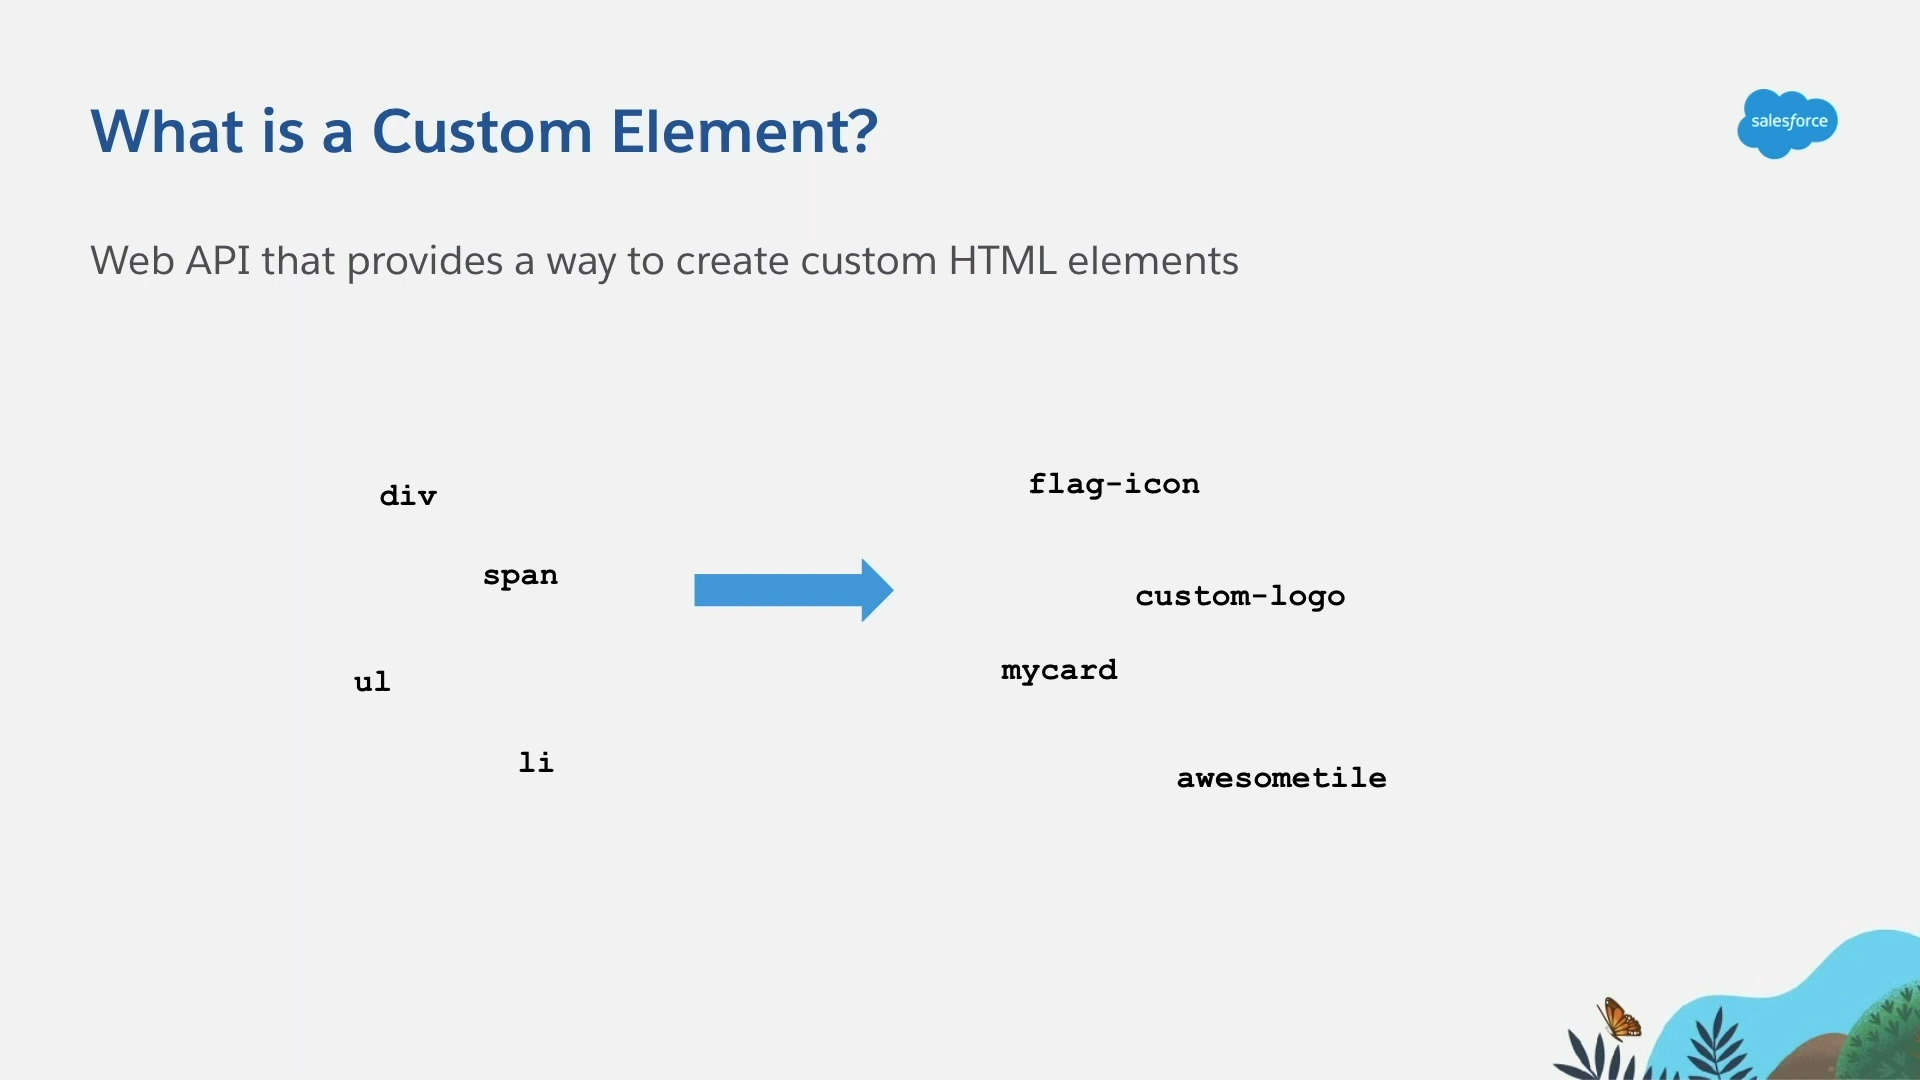 What is a Custom Element?
salesforce
Web API that provides a way to create custom HTML elements
div
span
ul
li
flag-icon
custom-logo
mycard
awesometile